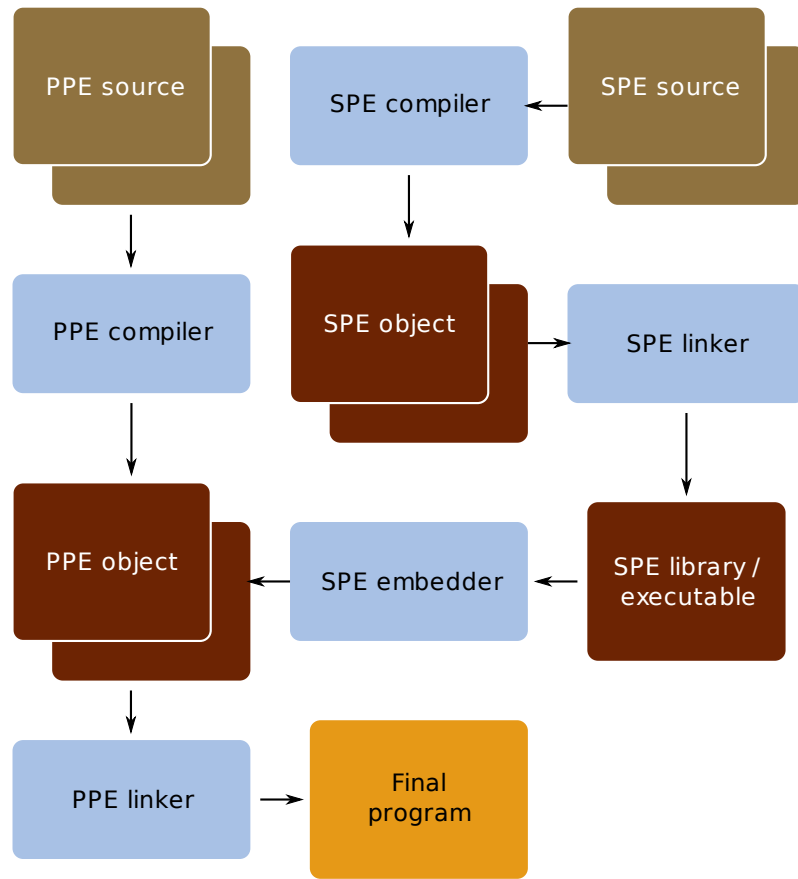 PPE source
SPE compiler
SPE source
PPE compiler
SPE object
SPE linker
PPE object
SPE embedder
SPE library /
executable
PPE linker
Final
program